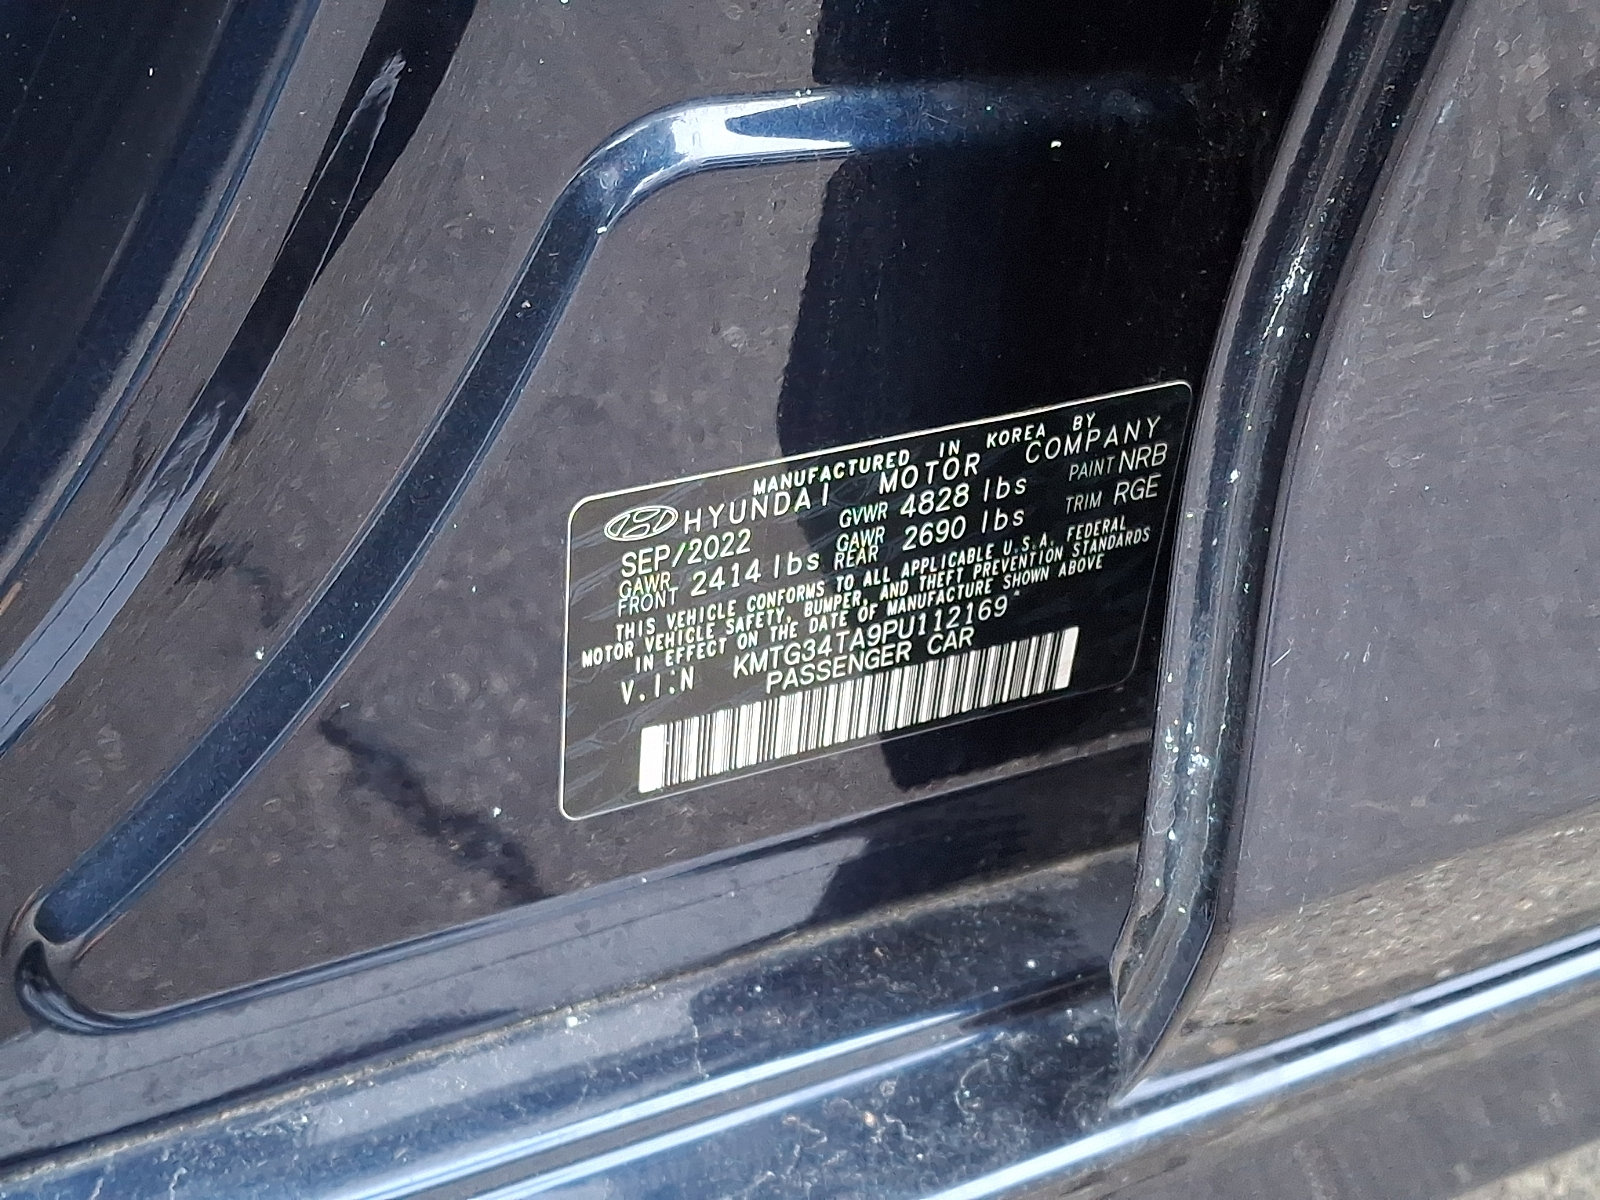 MANUFACTURED IN KOREA BY
HYUNDAI MOTOR COMPANY
SEP/2022 GVWR 4828 lbs PAINT NRB
GAWR FRONT 2414 lbs GAWR REAR 2690 lbs TRIM RGE
THIS VEHICLE CONFORMS TO ALL APPLICABLE U.S.A. FEDERAL
MOTOR VEHICLE SAFETY, BUMPER, AND THEFT PREVENTION STANDARDS
IN EFFECT ON THE DATE OF MANUFACTURE SHOWN ABOVE
V.I.N KMTG34TA9PU112169
PASSENGER CAR